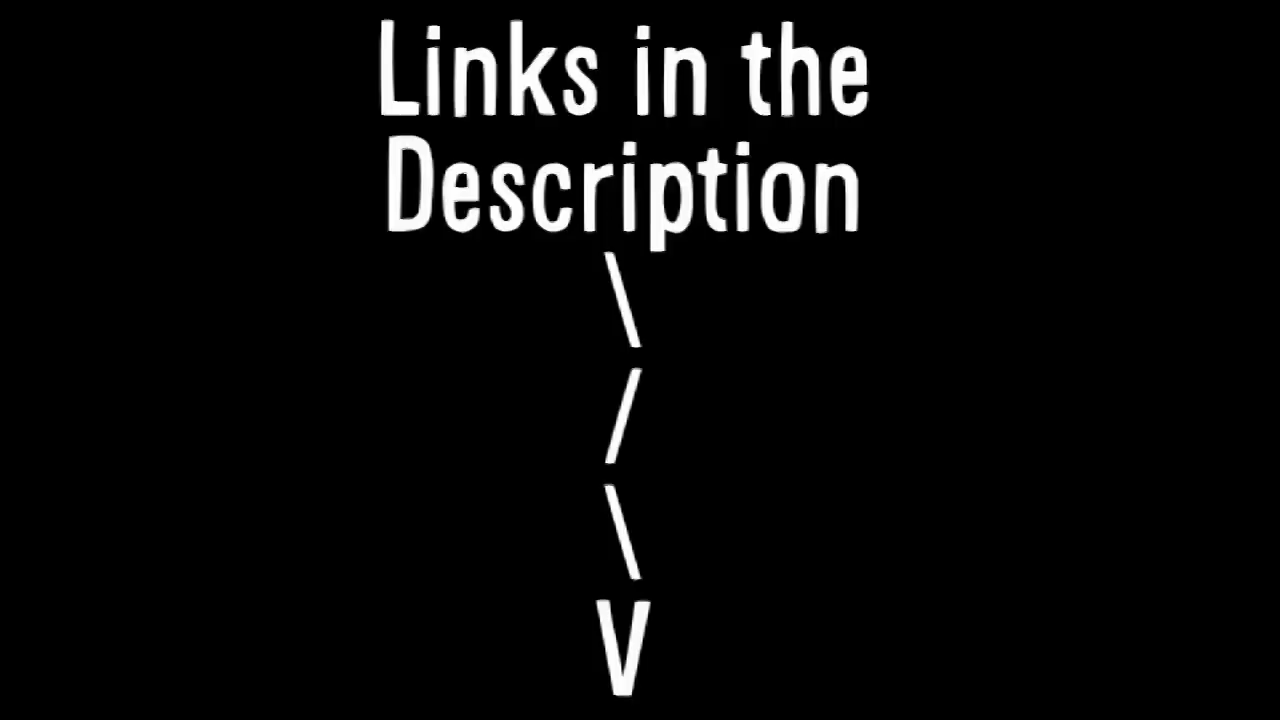 Links in the
Description
\
/
\
V